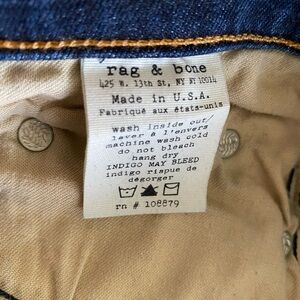 rag & bone
425 W. 13th St, NY NY 10014
Made in U.S.A.
Fabriqué aux états-unis
wash inside out/
laver à l'envers
machine wash cold
do not bleach
hang dry
INDIGO MAY BLEED
indigo risque de
dégorger
rn # 108879